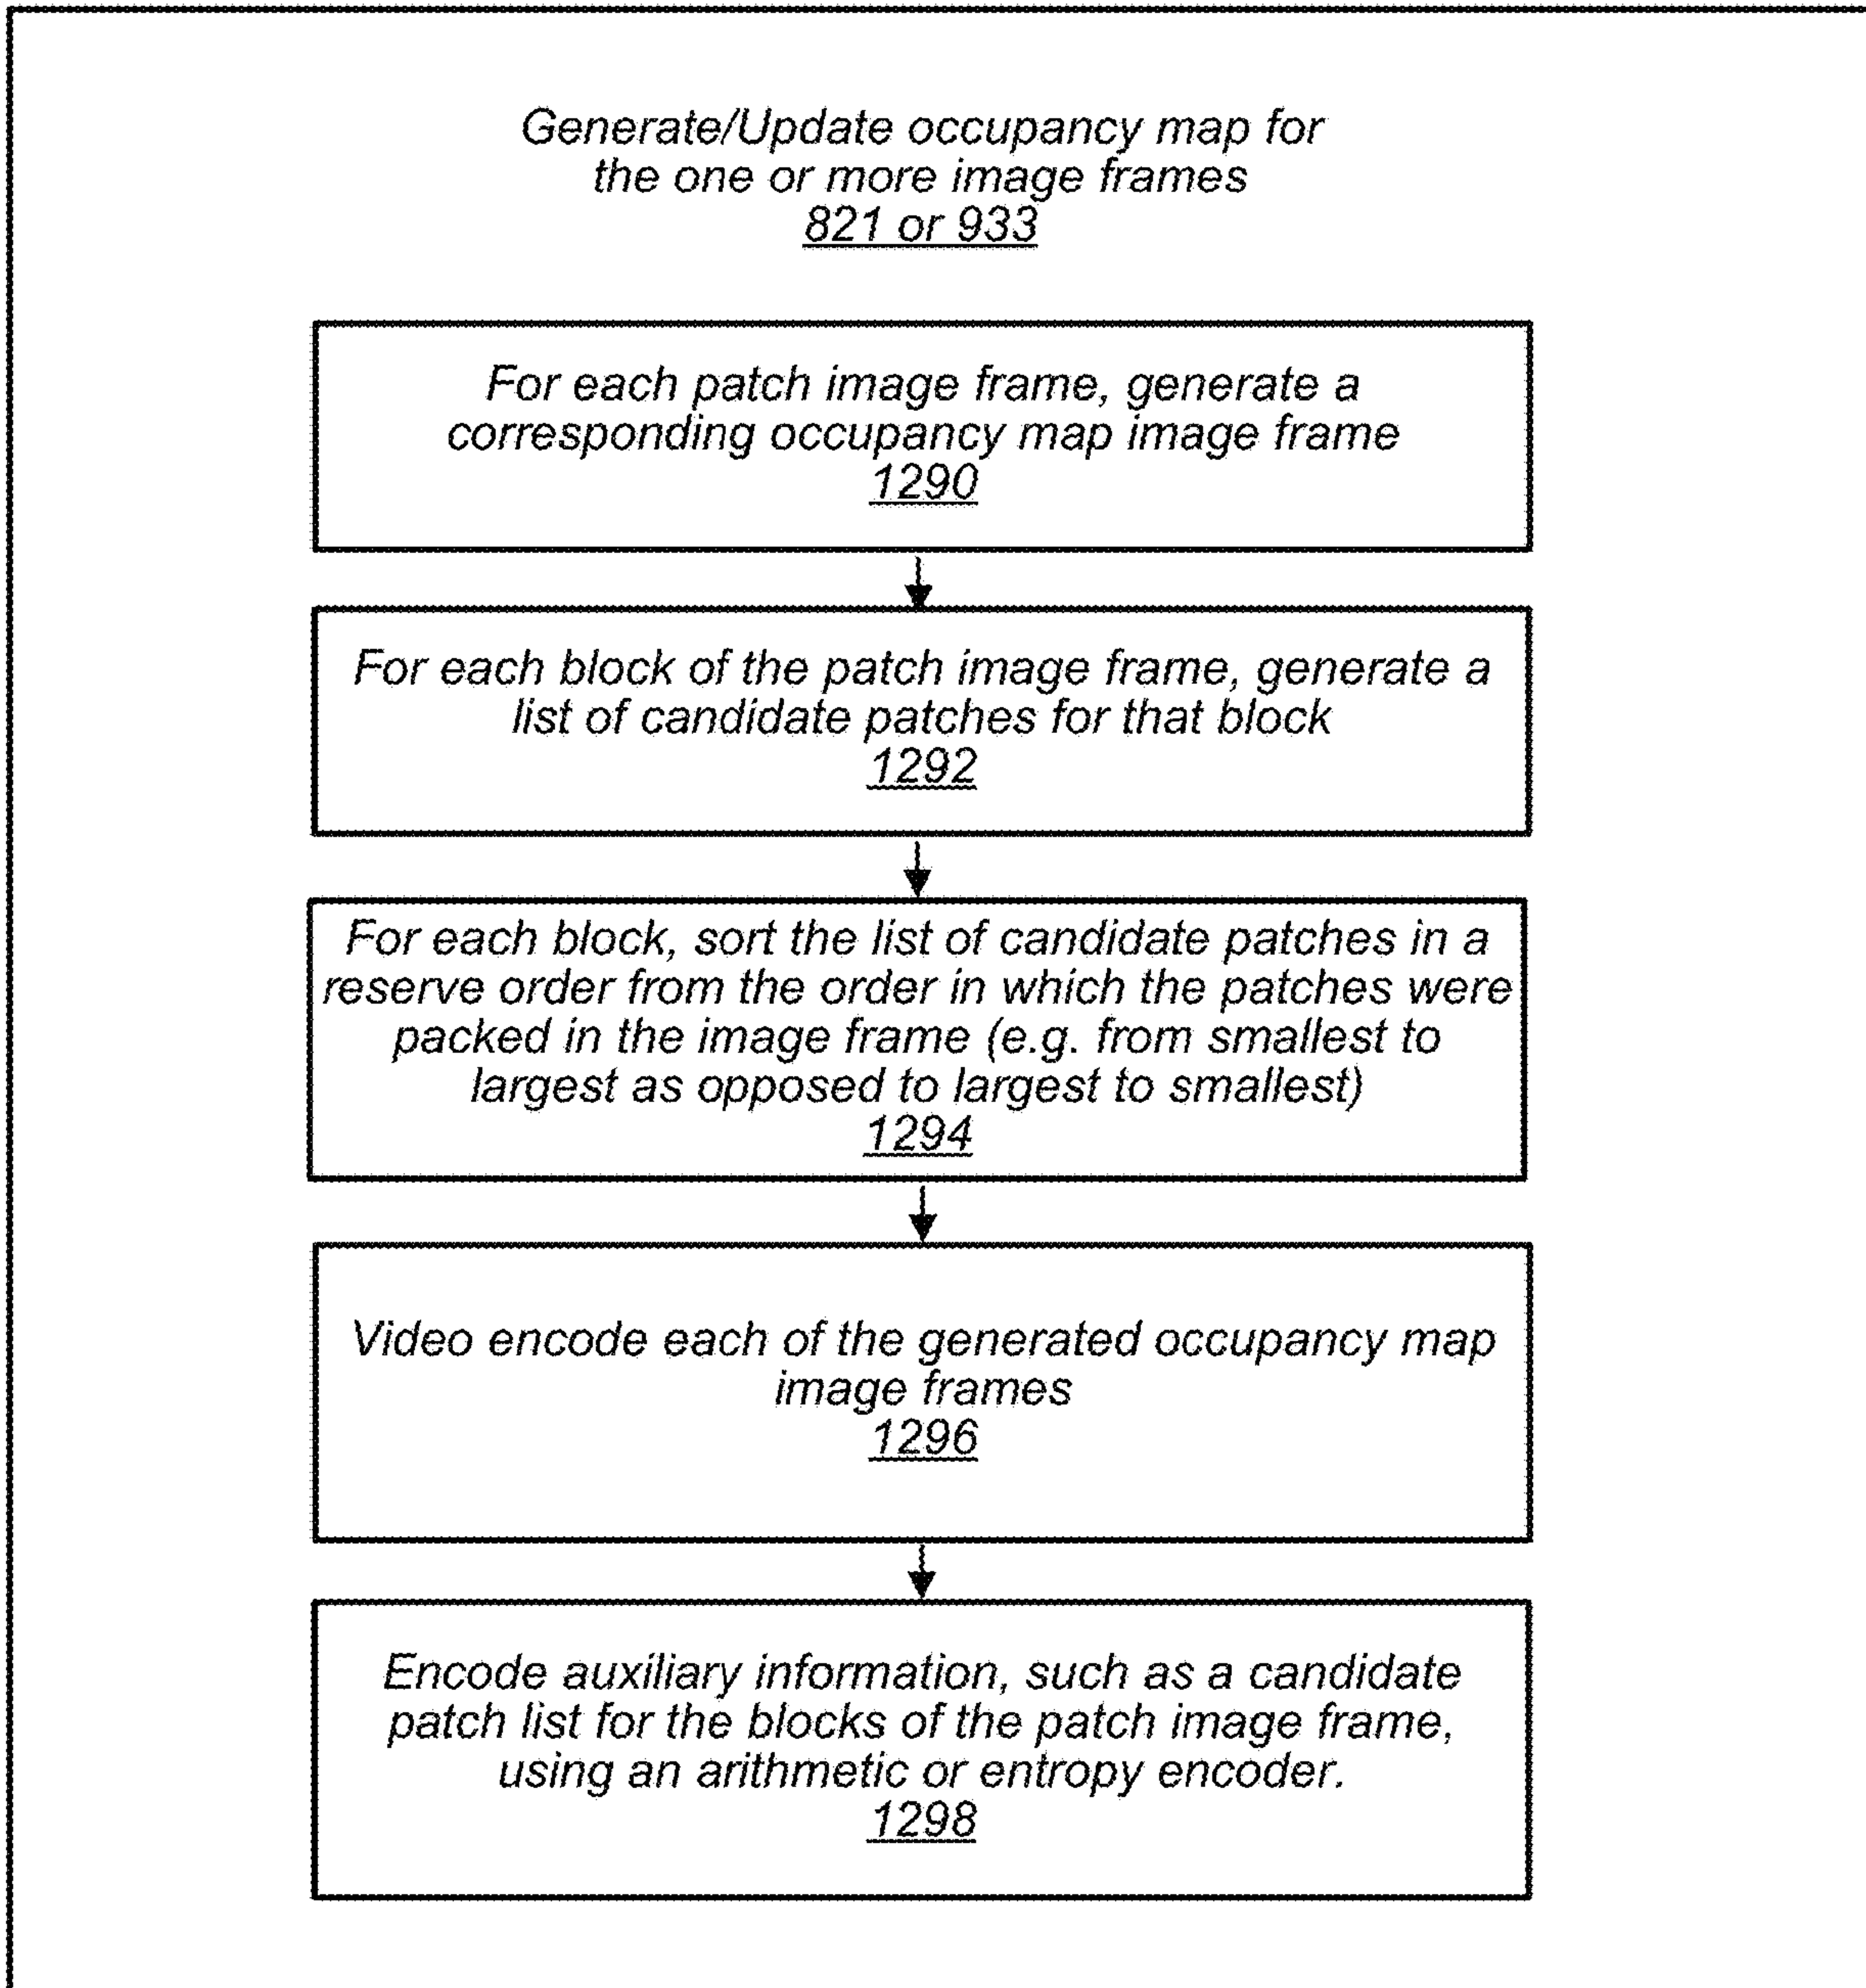 Generate/Update occupancy map for
the one or more image frames
821 or 933
For each patch image frame, generate a
corresponding occupancy map image frame
1290
For each block of the patch image frame, generate a
list of candidate patches for that block
1292
For each block, sort the list of candidate patches in a
reserve order from the order in which the patches were
packed in the image frame (e.g. from smallest to
largest as opposed to largest to smallest)
1294
Video encode each of the generated occupancy map
image frames
1296
Encode auxiliary information, such as a candidate
patch list for the blocks of the patch image frame,
using an arithmetic or entropy encoder.
1298